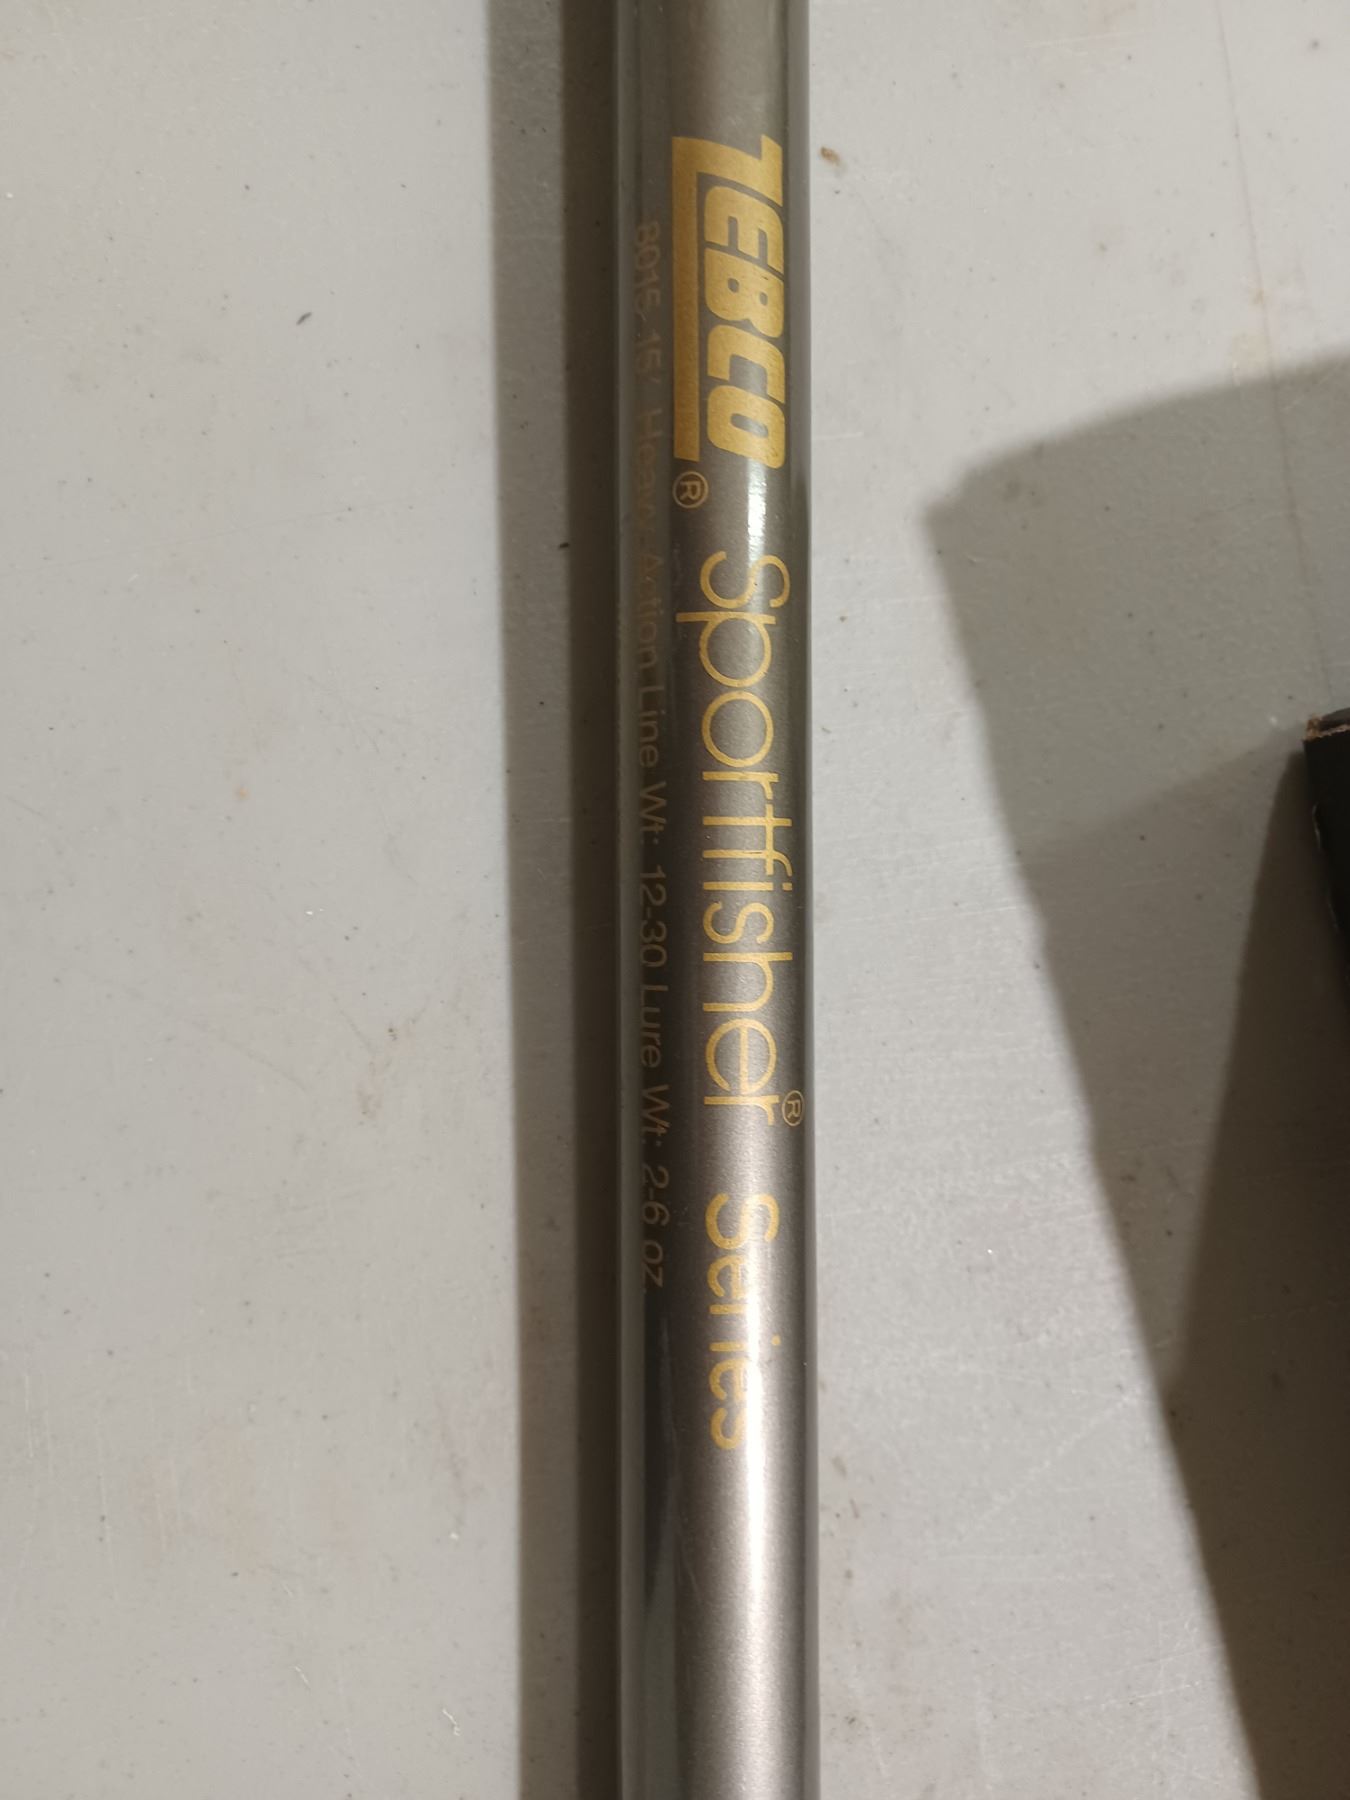 ZEBCO® Sportfisher® Series
8015, 15' Heavy Action Line Wt: 12-30 Lure Wt: 2-6 oz.